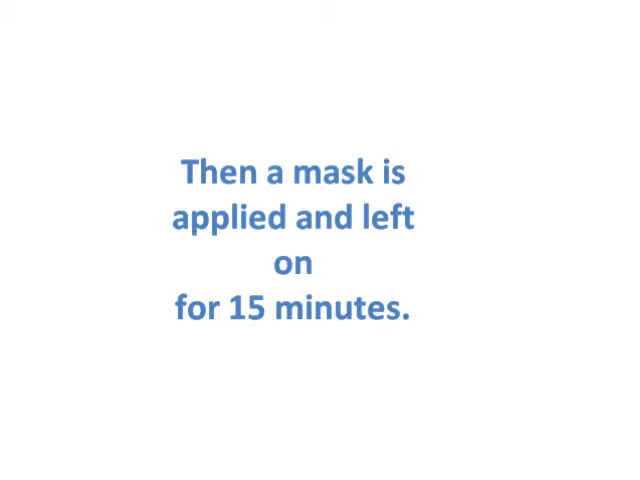 Then a mask is
applied and left
on
for 15 minutes.